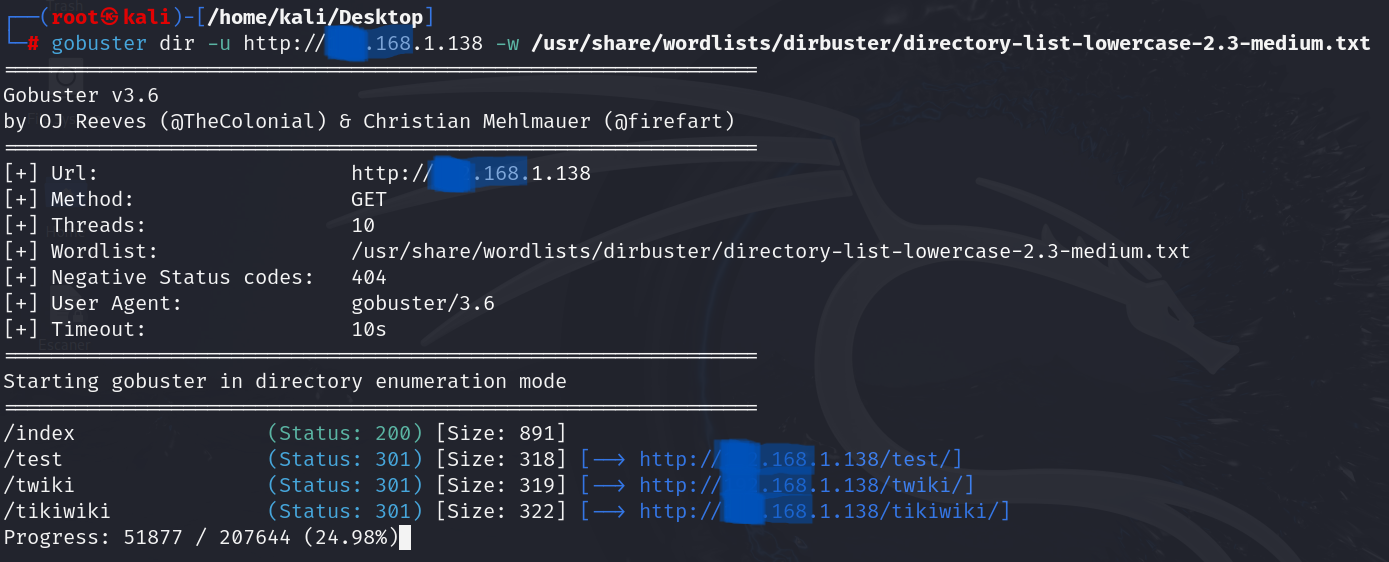 ┌──(root㉿kali)-[/home/kali/Desktop]
└─# gobuster dir -u http:// .168.1.138 -w /usr/share/wordlists/dirbuster/directory-list-lowercase-2.3-medium.txt
===============================================================
Gobuster v3.6
by OJ Reeves (@TheColonial) & Christian Mehlmauer (@firefart)
===============================================================
[+] Url: http:// .168.1.138
[+] Method: GET
[+] Threads: 10
[+] Wordlist: /usr/share/wordlists/dirbuster/directory-list-lowercase-2.3-medium.txt
[+] Negative Status codes: 404
[+] User Agent: gobuster/3.6
[+] Timeout: 10s
===============================================================
Starting gobuster in directory enumeration mode
===============================================================
/index (Status: 200) [Size: 891]
/test (Status: 301) [Size: 318] [--> http:// .168.1.138/test/]
/twiki (Status: 301) [Size: 319] [--> http:// .168.1.138/twiki/]
/tikiwiki (Status: 301) [Size: 322] [--> http:// .168.1.138/tikiwiki/]
Progress: 51877 / 207644 (24.98%)